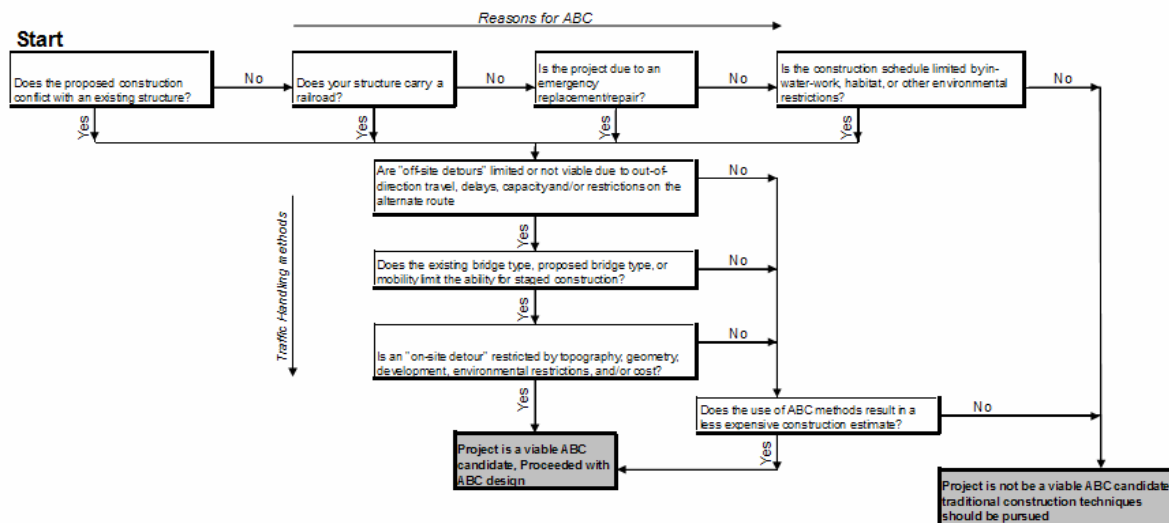 Reasons for ABC
Start
Does the proposed construction
conflict with an existing structure?
No
Does your structure carry a
railroad?
No
Is the project due to an
emergency
replacement/repair?
No
Is the construction schedule limited by in-
water-work, habitat, or other environmental
restrictions?
No
Yes
Yes
Yes
Yes
Are "off-site detours" limited or not viable due to out-of-
direction travel, delays, capacity and/or restrictions on the
alternate route
No
Yes
Traffic Handling methods
Does the existing bridge type, proposed bridge type, or
mobility limit the ability for staged construction?
No
Yes
Is an "on-site detour" restricted by topography, geometry,
development, environmental restrictions, and/or cost?
No
Yes
Does the use of ABC methods result in a
less expensive construction estimate?
No
Yes
Project is a viable ABC
candidate, Proceeded with
ABC design
Project is not be a viable ABC candidate
traditional construction techniques
should be pursued